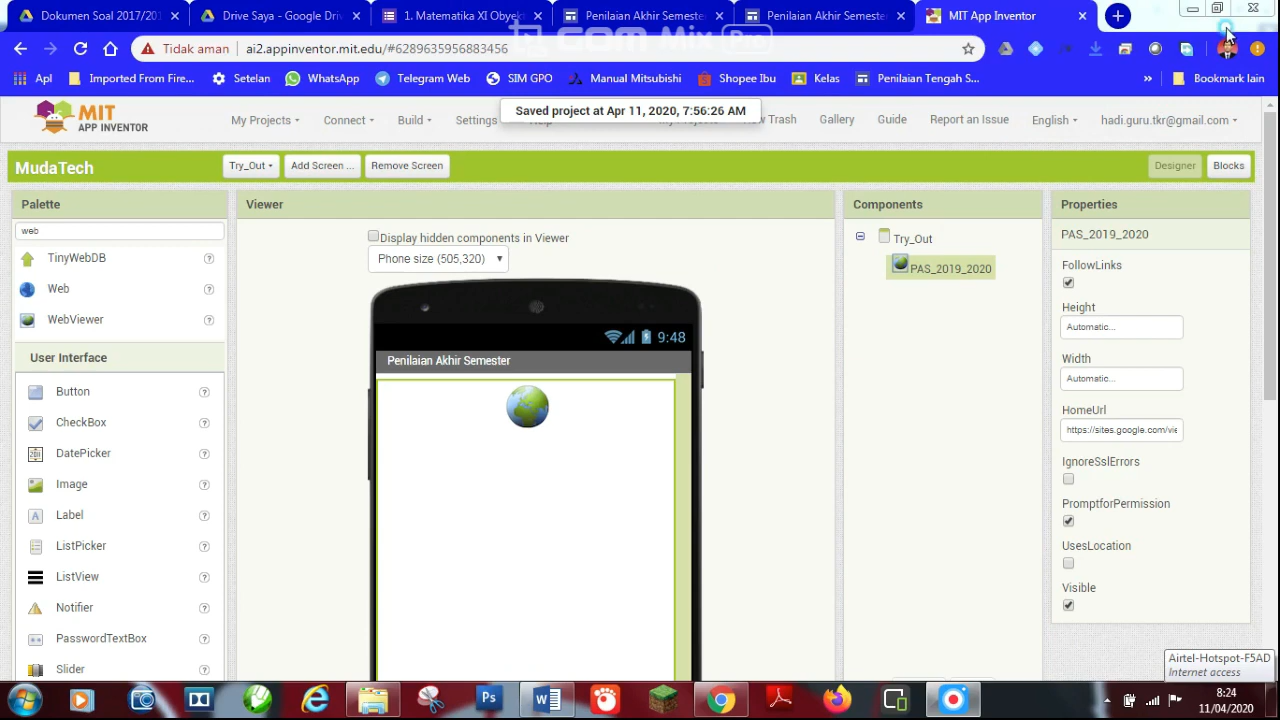 Dokumen Soal 2017/201
Drive Saya - Google Driv
1. Matematika XI Obyek
Penilaian Akhir Semeste
Penilaian Akhir Semeste
MIT App Inventor
GOM Mix Pro
Tidak aman
ai2.appinventor.mit.edu/#6289635956883456
Apl
Imported From Fire...
Setelan
WhatsApp
Telegram Web
SIM GPO
Manual Mitsubishi
Shopee Ibu
Kelas
Penilaian Tengah S...
»
Bookmark lain
MIT
APP INVENTOR
My Projects
Connect
Build
Settings
Saved project at Apr 11, 2020, 7:56:26 AM
Trash
Gallery
Guide
Report an Issue
English
hadi.guru.tkr@gmail.com
MudaTech
Try_Out
Add Screen ...
Remove Screen
Designer
Blocks
Palette
Viewer
Components
Properties
web
TinyWebDB
Web
WebViewer
User Interface
Button
CheckBox
DatePicker
Image
Label
ListPicker
ListView
Notifier
PasswordTextBox
Slider
Display hidden components in Viewer
Phone size (505,320)
9:48
Penilaian Akhir Semester
Try_Out
PAS_2019_2020
PAS_2019_2020
FollowLinks
Height
Automatic...
Width
Automatic...
HomeUrl
https://sites.google.com/vie
IgnoreSslErrors
PromptforPermission
UsesLocation
Visible
Airtel-Hotspot-F5AD
Internet access
8:24
11/04/2020